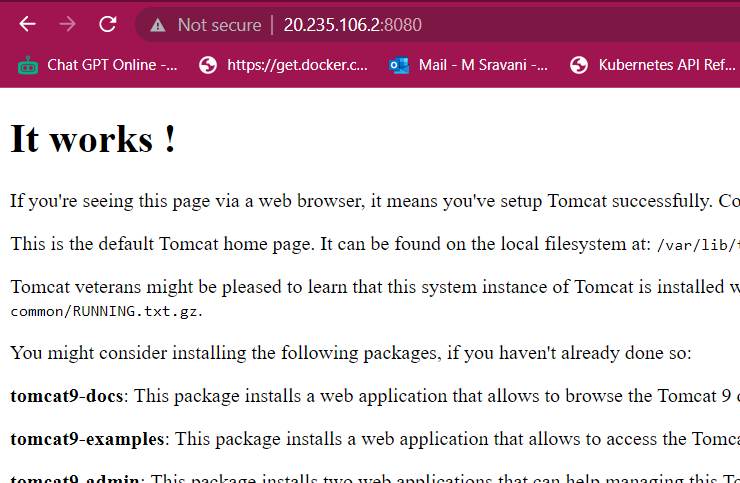 Not secure | 20.235.106.2:8080
Chat GPT Online -... https://get.docker.c... Mail - M Sravani -... Kubernetes API Ref...
It works !
If you're seeing this page via a web browser, it means you've setup Tomcat successfully. Co
This is the default Tomcat home page. It can be found on the local filesystem at: /var/lib/
Tomcat veterans might be pleased to learn that this system instance of Tomcat is installed w
common/RUNNING.txt.gz.
You might consider installing the following packages, if you haven't already done so:
tomcat9-docs: This package installs a web application that allows to browse the Tomcat 9
tomcat9-examples: This package installs a web application that allows to access the Tomca
tomcat9-admin: This package installs two web applications that can help managing this To